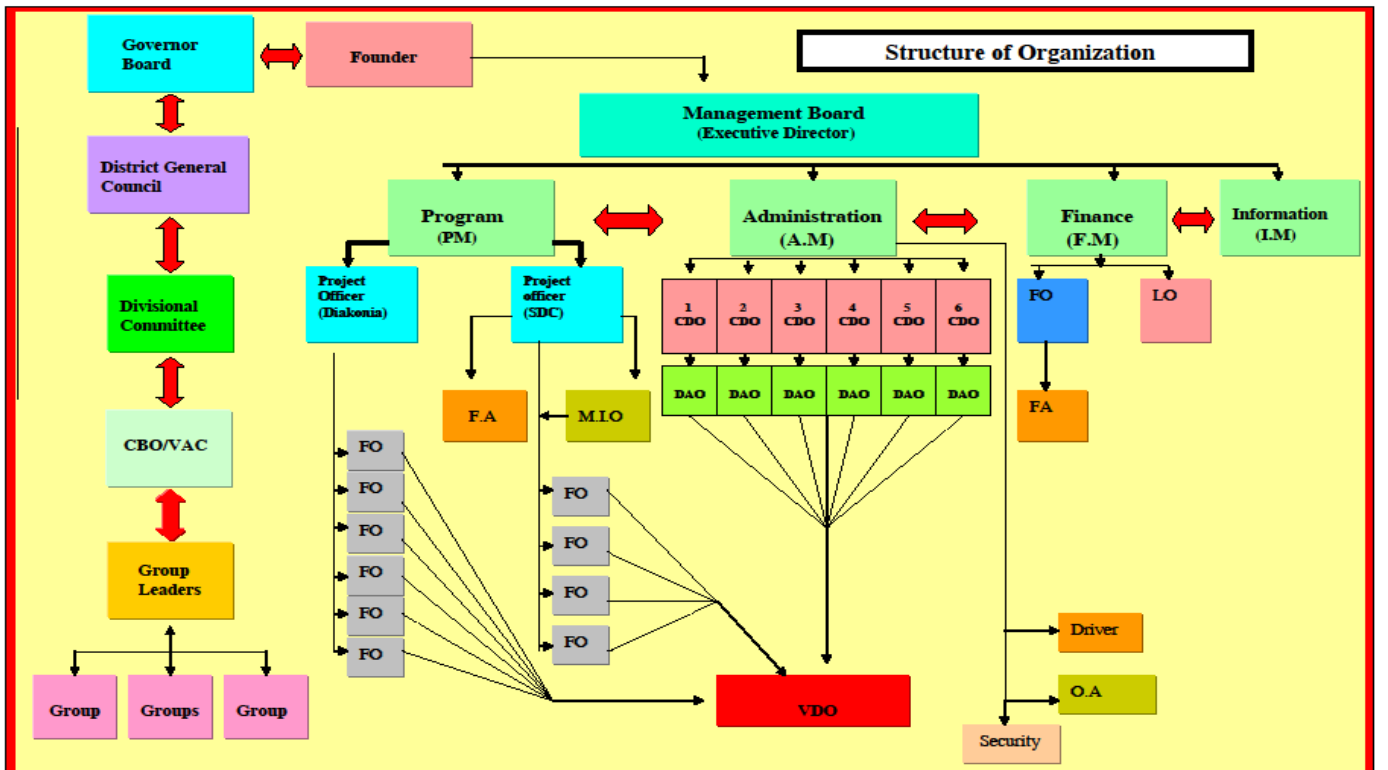 Structure of Organization
Governor
Board
Founder
Management Board
(Executive Director)
District General
Council
Program
(PM)
Administration
(A.M)
Finance
(F.M)
Information
(I.M)
Divisional
Committee
Project
Officer
(Diakonia)
Project
officer
(SDC)
1
CDO
2
CDO
3
CDO
4
CDO
5
CDO
6
CDO
FO
LO
DAO
DAO
DAO
DAO
DAO
DAO
F.A
M.I.O
FA
CBO/VAC
FO
FO
FO
FO
FO
FO
FO
FO
FO
FO
Group
Leaders
Driver
O.A
Security
Group
Groups
Group
VDO